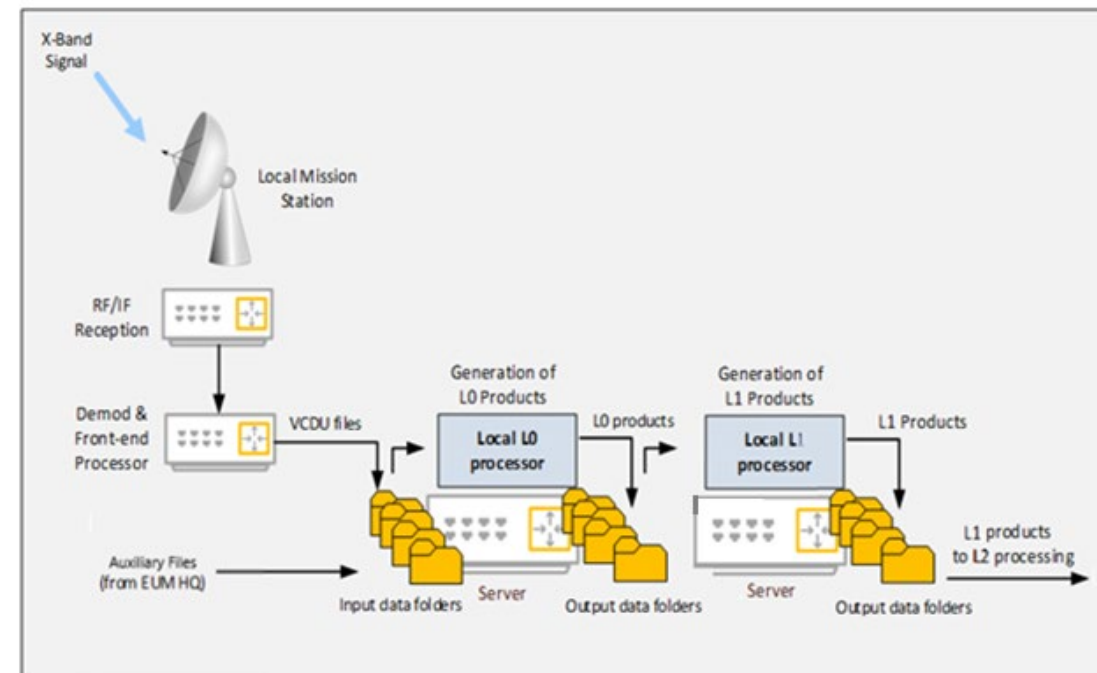 X-Band
Signal
Local Mission
Station
RF/IF
Reception
Demod &
Front-end
Processor
VCDU files
Generation of
L0 Products
Local L0
processor
L0 products
Generation of
L1 Products
Local L1
processor
L1 Products
Auxiliary Files
(from EUM HQ)
Input data folders
Server
Output data folders
Server
Output data folders
L1 products
to L2 processing